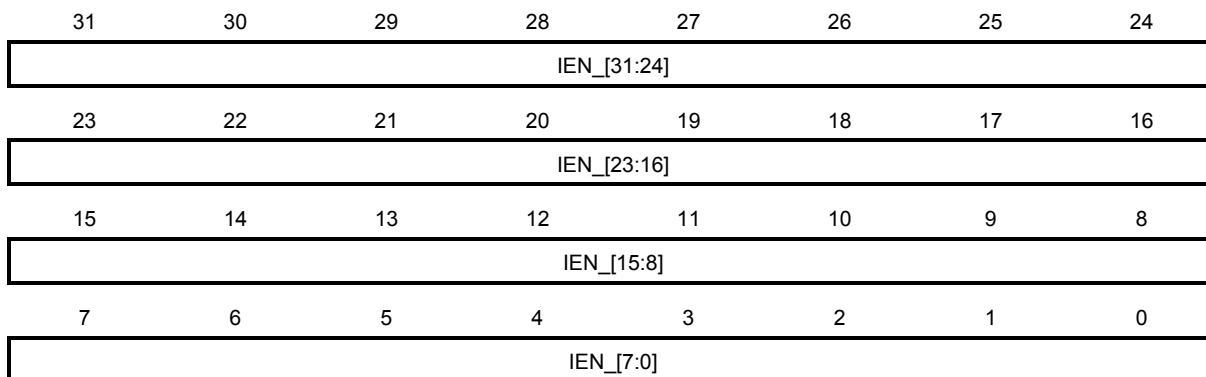 31 30 29 28 27 26 25 24
IEN_[31:24]
23 22 21 20 19 18 17 16
IEN_[23:16]
15 14 13 12 11 10 9 8
IEN_[15:8]
7 6 5 4 3 2 1 0
IEN_[7:0]